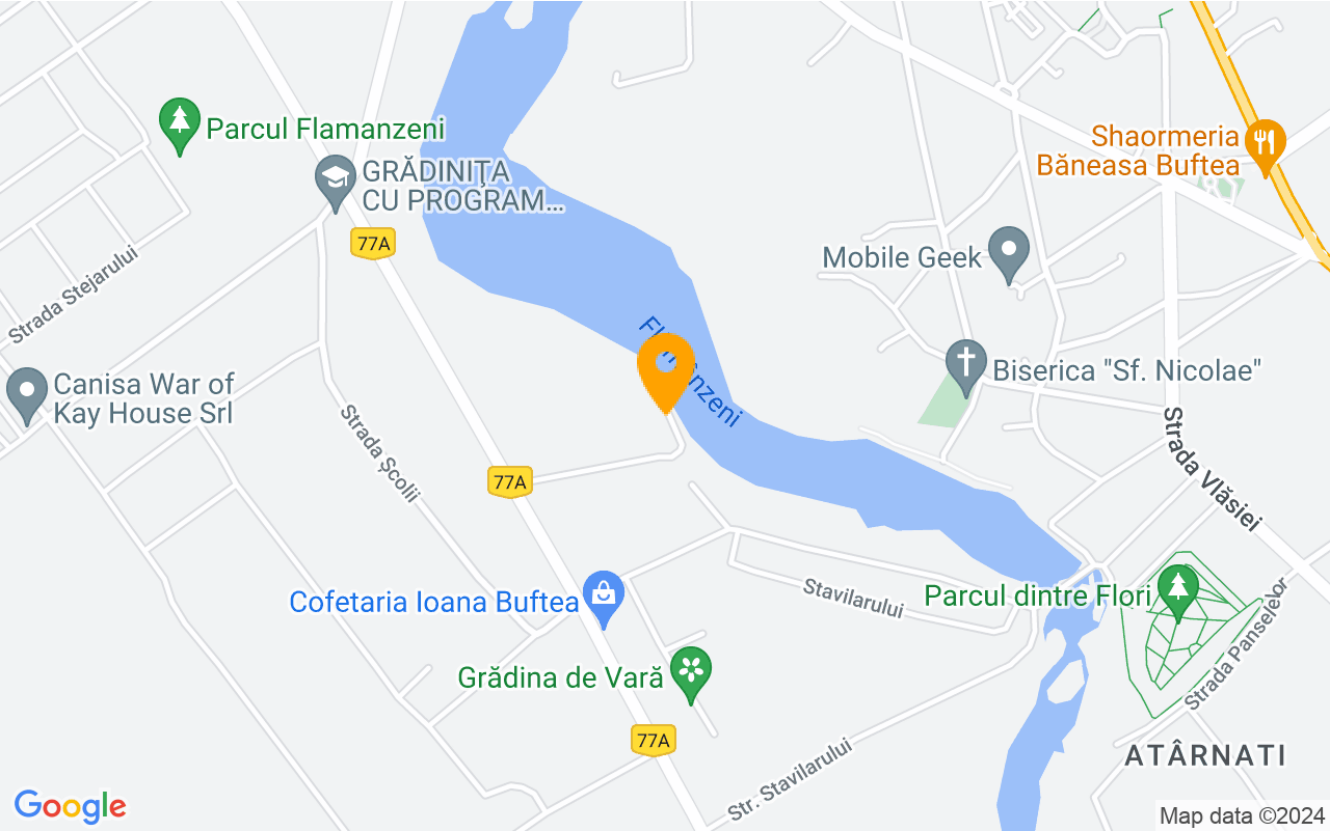 Parcul Flamanzeni
Shaormeria
Băneasa Buftea
GRĂDINIŢA
CU PROGRAM...
77A
Mobile Geek
Strada Stejarului
Biserica "Sf. Nicolae"
Canisa War of
Kay House Srl
Strada Școlii
77A
Strada Vlăsiei
Cofetaria Ioana Buftea
Stavilarului
Parcul dintre Flori
Strada Panselelor
Grădina de Vară
77A
ATÂRNATI
Str. Stavilarului
Google
Map data ©2024